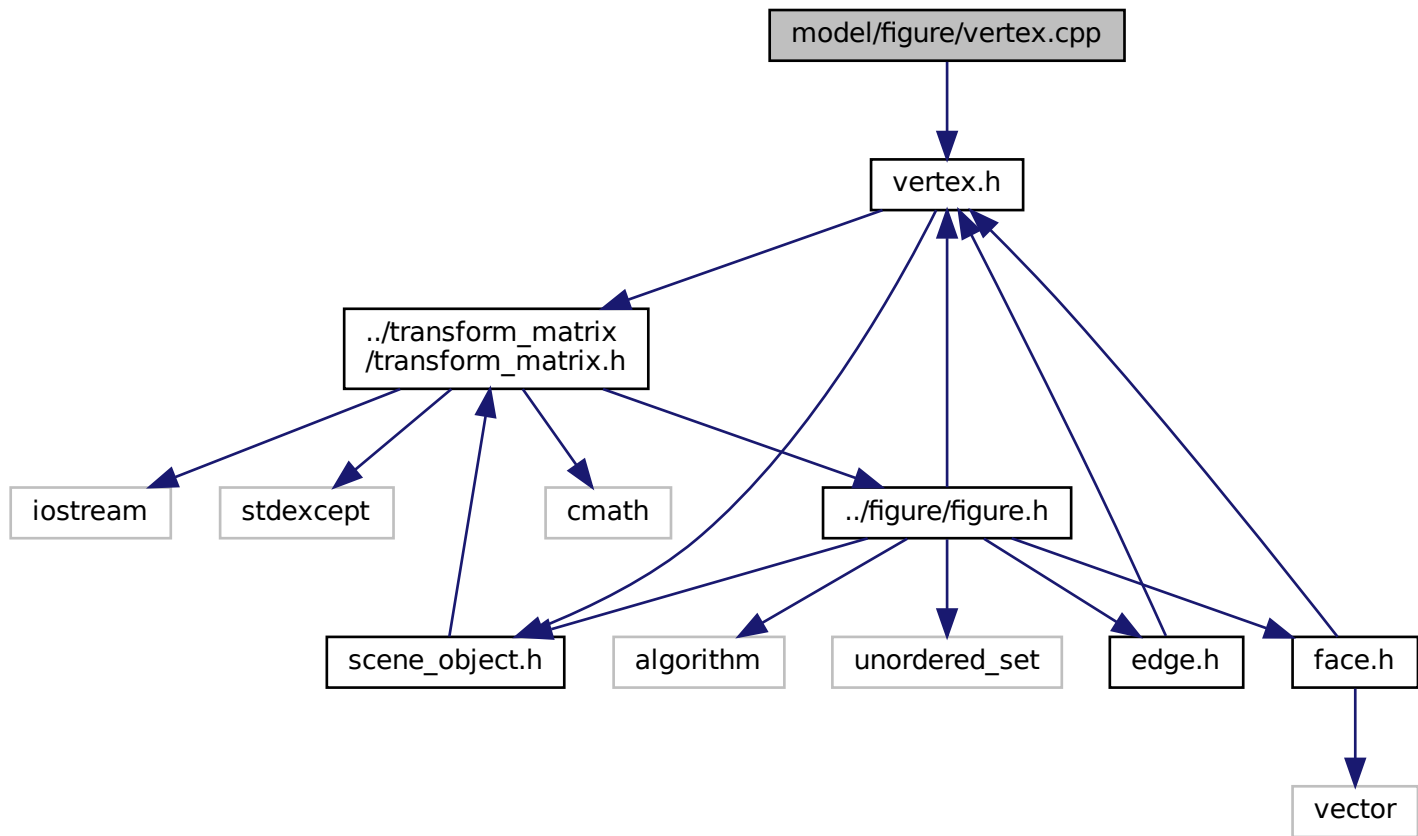 model/figure/vertex.cpp
vertex.h
../transform_matrix
/transform_matrix.h
iostream
stdexcept
cmath
../figure/figure.h
scene_object.h
algorithm
unordered_set
edge.h
face.h
vector